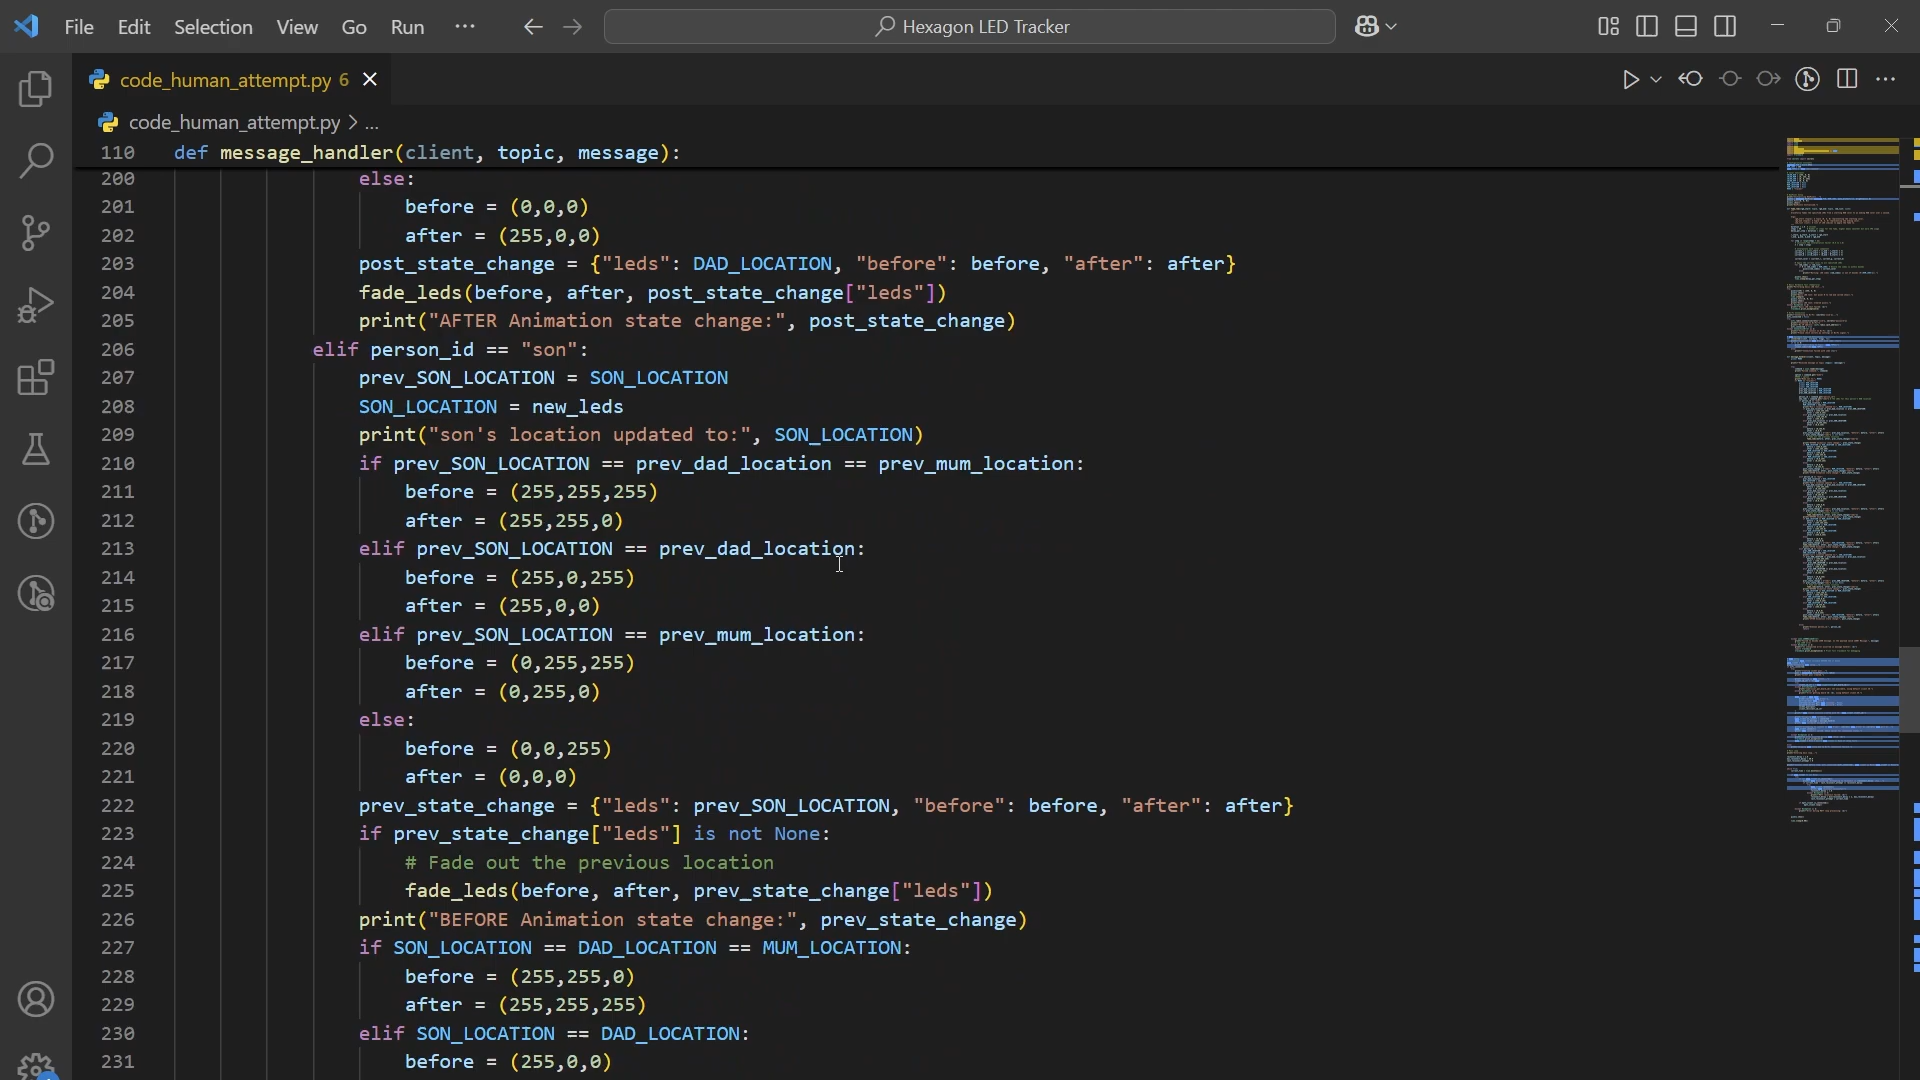 File Edit Selection View Go Run ···
Hexagon LED Tracker
code_human_attempt.py 6
code_human_attempt.py > ...
110 def message_handler(client, topic, message):
200 else:
201 before = (0,0,0)
202 after = (255,0,0)
203 post_state_change = {"leds": DAD_LOCATION, "before": before, "after": after}
204 fade_leds(before, after, post_state_change["leds"])
205 print("AFTER Animation state change:", post_state_change)
206 elif person_id == "son":
207 prev_SON_LOCATION = SON_LOCATION
208 SON_LOCATION = new_leds
209 print("son's location updated to:", SON_LOCATION)
210 if prev_SON_LOCATION == prev_dad_location == prev_mum_location:
211 before = (255,255,255)
212 after = (255,255,0)
213 elif prev_SON_LOCATION == prev_dad_location:
214 before = (255,0,255)
215 after = (255,0,0)
216 elif prev_SON_LOCATION == prev_mum_location:
217 before = (0,255,255)
218 after = (0,255,0)
219 else:
220 before = (0,0,255)
221 after = (0,0,0)
222 prev_state_change = {"leds": prev_SON_LOCATION, "before": before, "after": after}
223 if prev_state_change["leds"] is not None:
224 # Fade out the previous location
225 fade_leds(before, after, prev_state_change["leds"])
226 print("BEFORE Animation state change:", prev_state_change)
227 if SON_LOCATION == DAD_LOCATION == MUM_LOCATION:
228 before = (255,255,0)
229 after = (255,255,255)
230 elif SON_LOCATION == DAD_LOCATION:
231 before = (255,0,0)